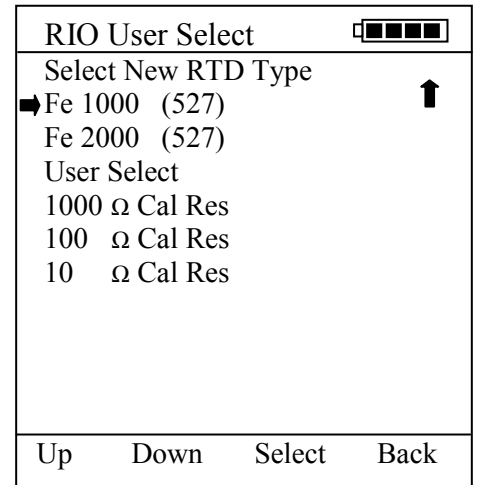 RIO User Select
Select New RTD Type
Fe 1000 (527)
Fe 2000 (527)
User Select
1000 Ω Cal Res
100 Ω Cal Res
10 Ω Cal Res
Up Down Select Back